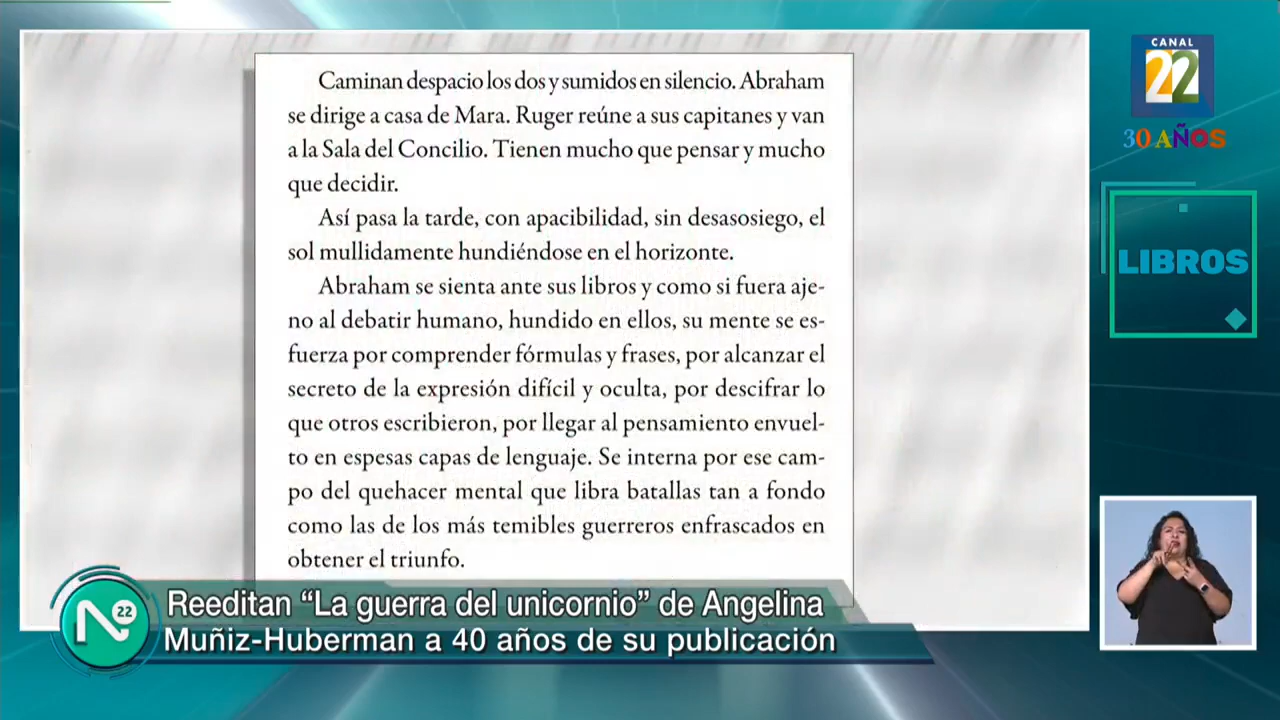 Caminan despacio los dos y sumidos en silencio. Abraham
se dirige a casa de Mara. Ruger reúne a sus capitanes y van
a la Sala del Concilio. Tienen mucho que pensar y mucho
que decidir.
Así pasa la tarde, con apacibilidad, sin desasosiego, el
sol mullidamente hundiéndose en el horizonte.
Abraham se sienta ante sus libros y como si fuera aje-
no al debatir humano, hundido en ellos, su mente se es-
fuerza por comprender fórmulas y frases, por alcanzar el
secreto de la expresión difícil y oculta, por descifrar lo
que otros escribieron, por llegar al pensamiento envuel-
to en espesas capas de lenguaje. Se interna por ese cam-
po del quehacer mental que libra batallas tan a fondo
como las de los más temibles guerreros enfrascados en
obtener el triunfo.
CANAL
22
30 AÑOS
LIBROS
N22
Reeditan “La guerra del unicornio” de Angelina
Muñiz-Huberman a 40 años de su publicación